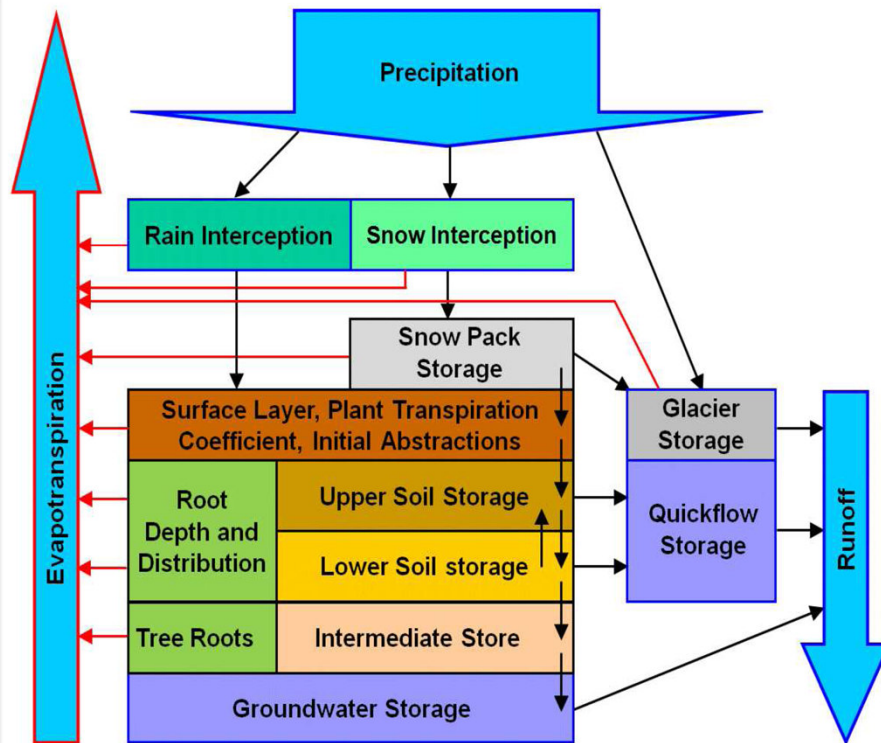 Precipitation
Rain Interception
Snow Interception
Snow Pack
Storage
Surface Layer, Plant Transpiration
Coefficient, Initial Abstractions
Glacier
Storage
Root
Depth and
Distribution
Upper Soil Storage
Lower Soil storage
Quickflow
Storage
Tree Roots
Intermediate Store
Groundwater Storage
Evapotranspiration
Runoff